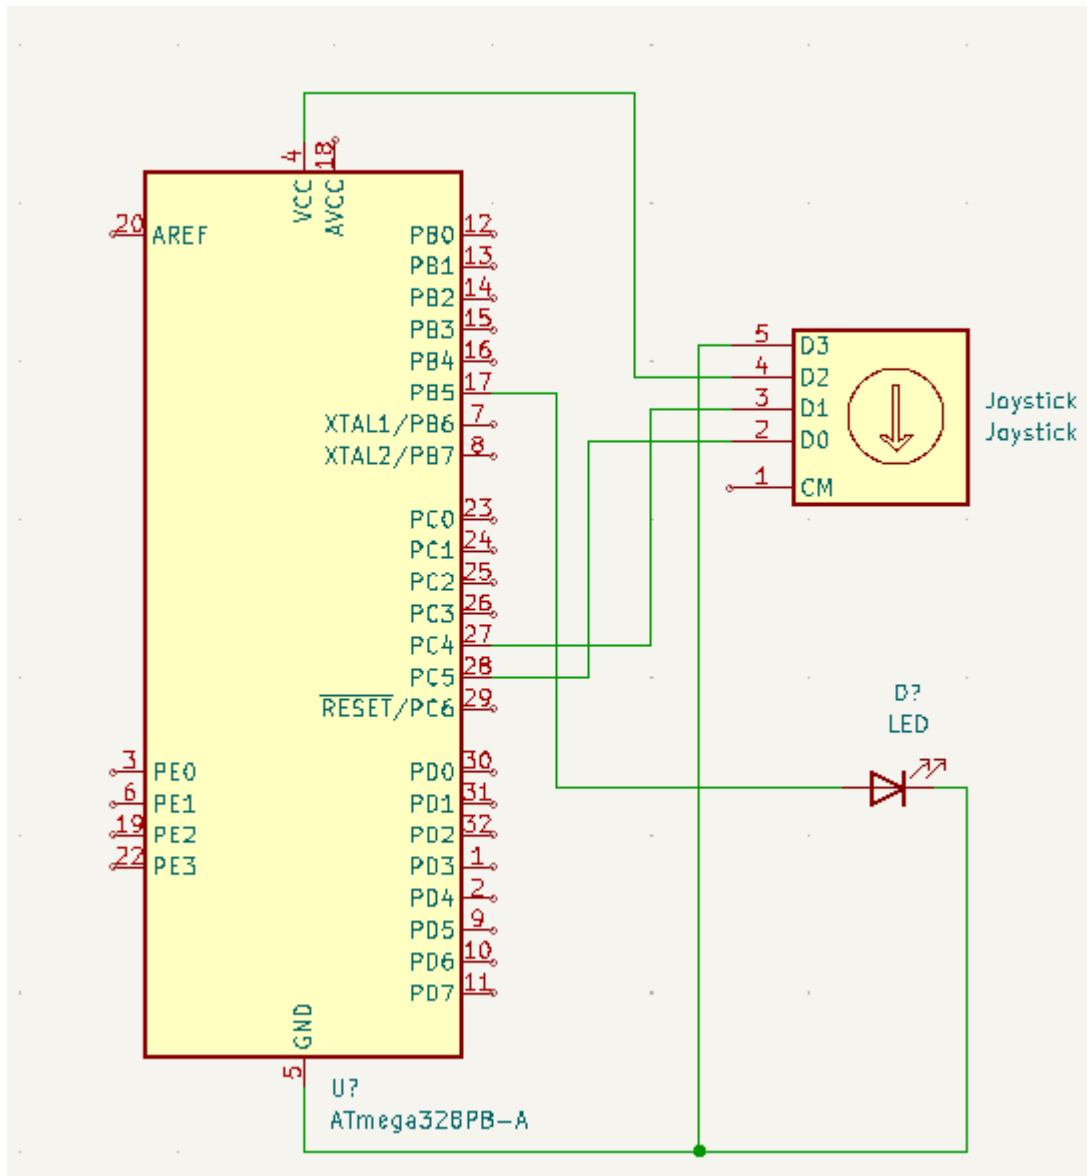 4 VCC
18 AVCC
20 AREF
PB0 12
PB1 13
PB2 14
PB3 15
PB4 16
PB5 17
XTAL1/PB6 7
XTAL2/PB7 8
PC0 23
PC1 24
PC2 25
PC3 26
PC4 27
PC5 28
RESET/PC6 29
3 PE0
6 PE1
19 PE2
22 PE3
PD0 30
PD1 31
PD2 32
PD3 1
PD4 2
PD5 9
PD6 10
PD7 11
GND 5
U?
ATmega328PB-A
5 D3
4 D2
3 D1
2 D0
1 CM
Joystick
Joystick
D?
LED